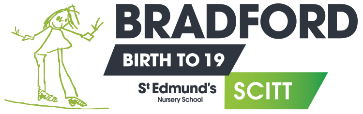 BRADFORD
BIRTH TO 19
St Edmund's
Nursery School
SCITT